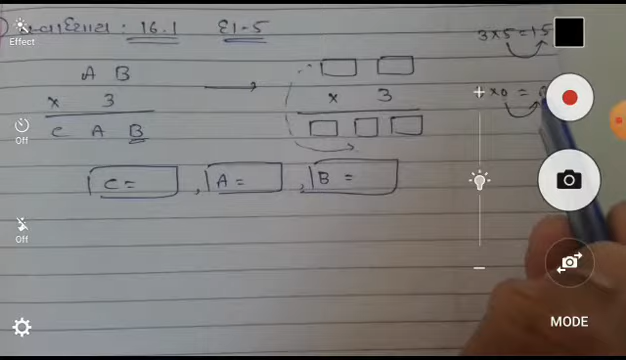 સ્વાધ્યાય : 16.1 દા-5
3×5=15
A B
× 3
C A B
× 3
×0 =
C =
, A =
, B =
Effect
Off
Off
MODE